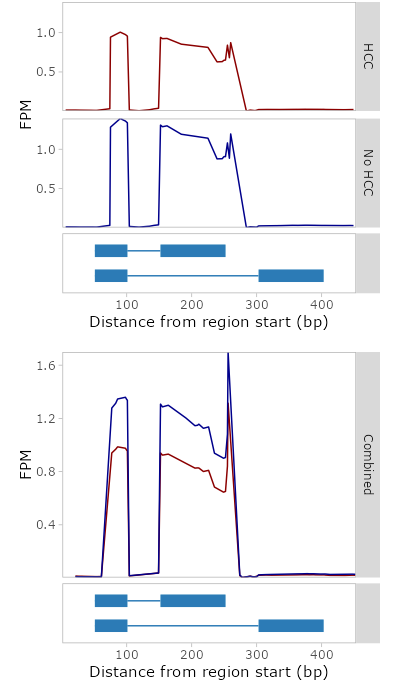 1.0
0.5
HCC
FPM
1.0
0.5
No HCC
100 200 300 400
Distance from region start (bp)
1.6
1.2
0.8
0.4
FPM
Combined
100 200 300 400
Distance from region start (bp)